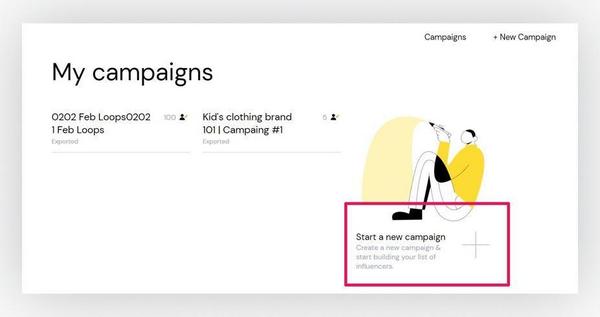 Campaigns + New Campaign
My campaigns
0202 Feb Loops0202 100
1 Feb Loops
Exported
Kid's clothing brand 5
101 | Campaing #1
Exported
Start a new campaign
Create a new campaign &
start building your list of
influencers.